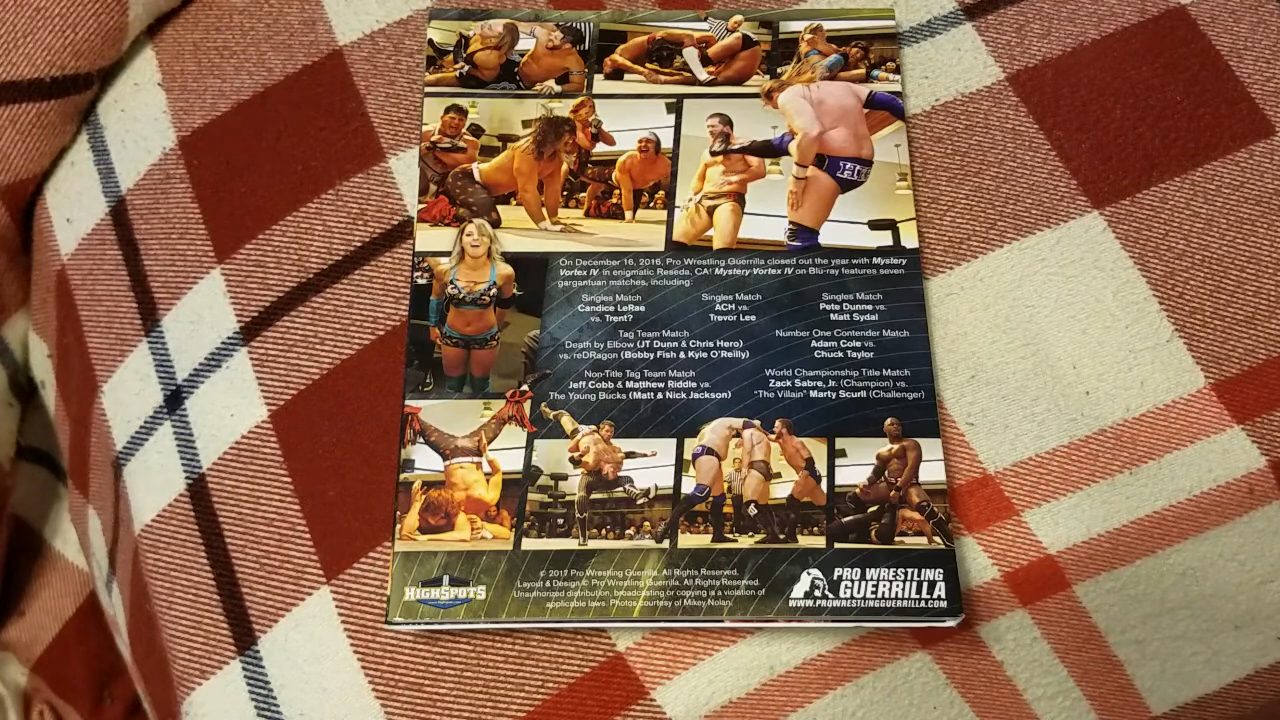 On December 16, 2016, Pro Wrestling Guerrilla closed out the year with Mystery
Vortex IV in enigmatic Reseda, CA! Mystery Vortex IV on Blu-ray features seven
gargantuan matches, including:
Singles Match
Candice LeRae
vs. Trent?
Singles Match
ACH vs.
Trevor Lee
Singles Match
Pete Dunne vs.
Matt Sydal
Tag Team Match
Death by Elbow (JT Dunn & Chris Hero)
vs. reDRagon (Bobby Fish & Kyle O'Reilly)
Number One Contender Match
Adam Cole vs.
Chuck Taylor
Non-Title Tag Team Match
Jeff Cobb & Matthew Riddle vs.
The Young Bucks (Matt & Nick Jackson)
World Championship Title Match
Zack Sabre, Jr. (Champion) vs.
"The Villain" Marty Scurll (Challenger)
HIGHSPOTS
© 2017 Pro Wrestling Guerrilla. All Rights Reserved.
Layout & Design © Pro Wrestling Guerrilla. All Rights Reserved.
Unauthorized distribution, broadcasting or copying is a violation of
applicable laws. Photos courtesy of Mikey Nolan.
PRO WRESTLING
GUERRILLA
WWW.PROWRESTLINGGUERRILLA.COM